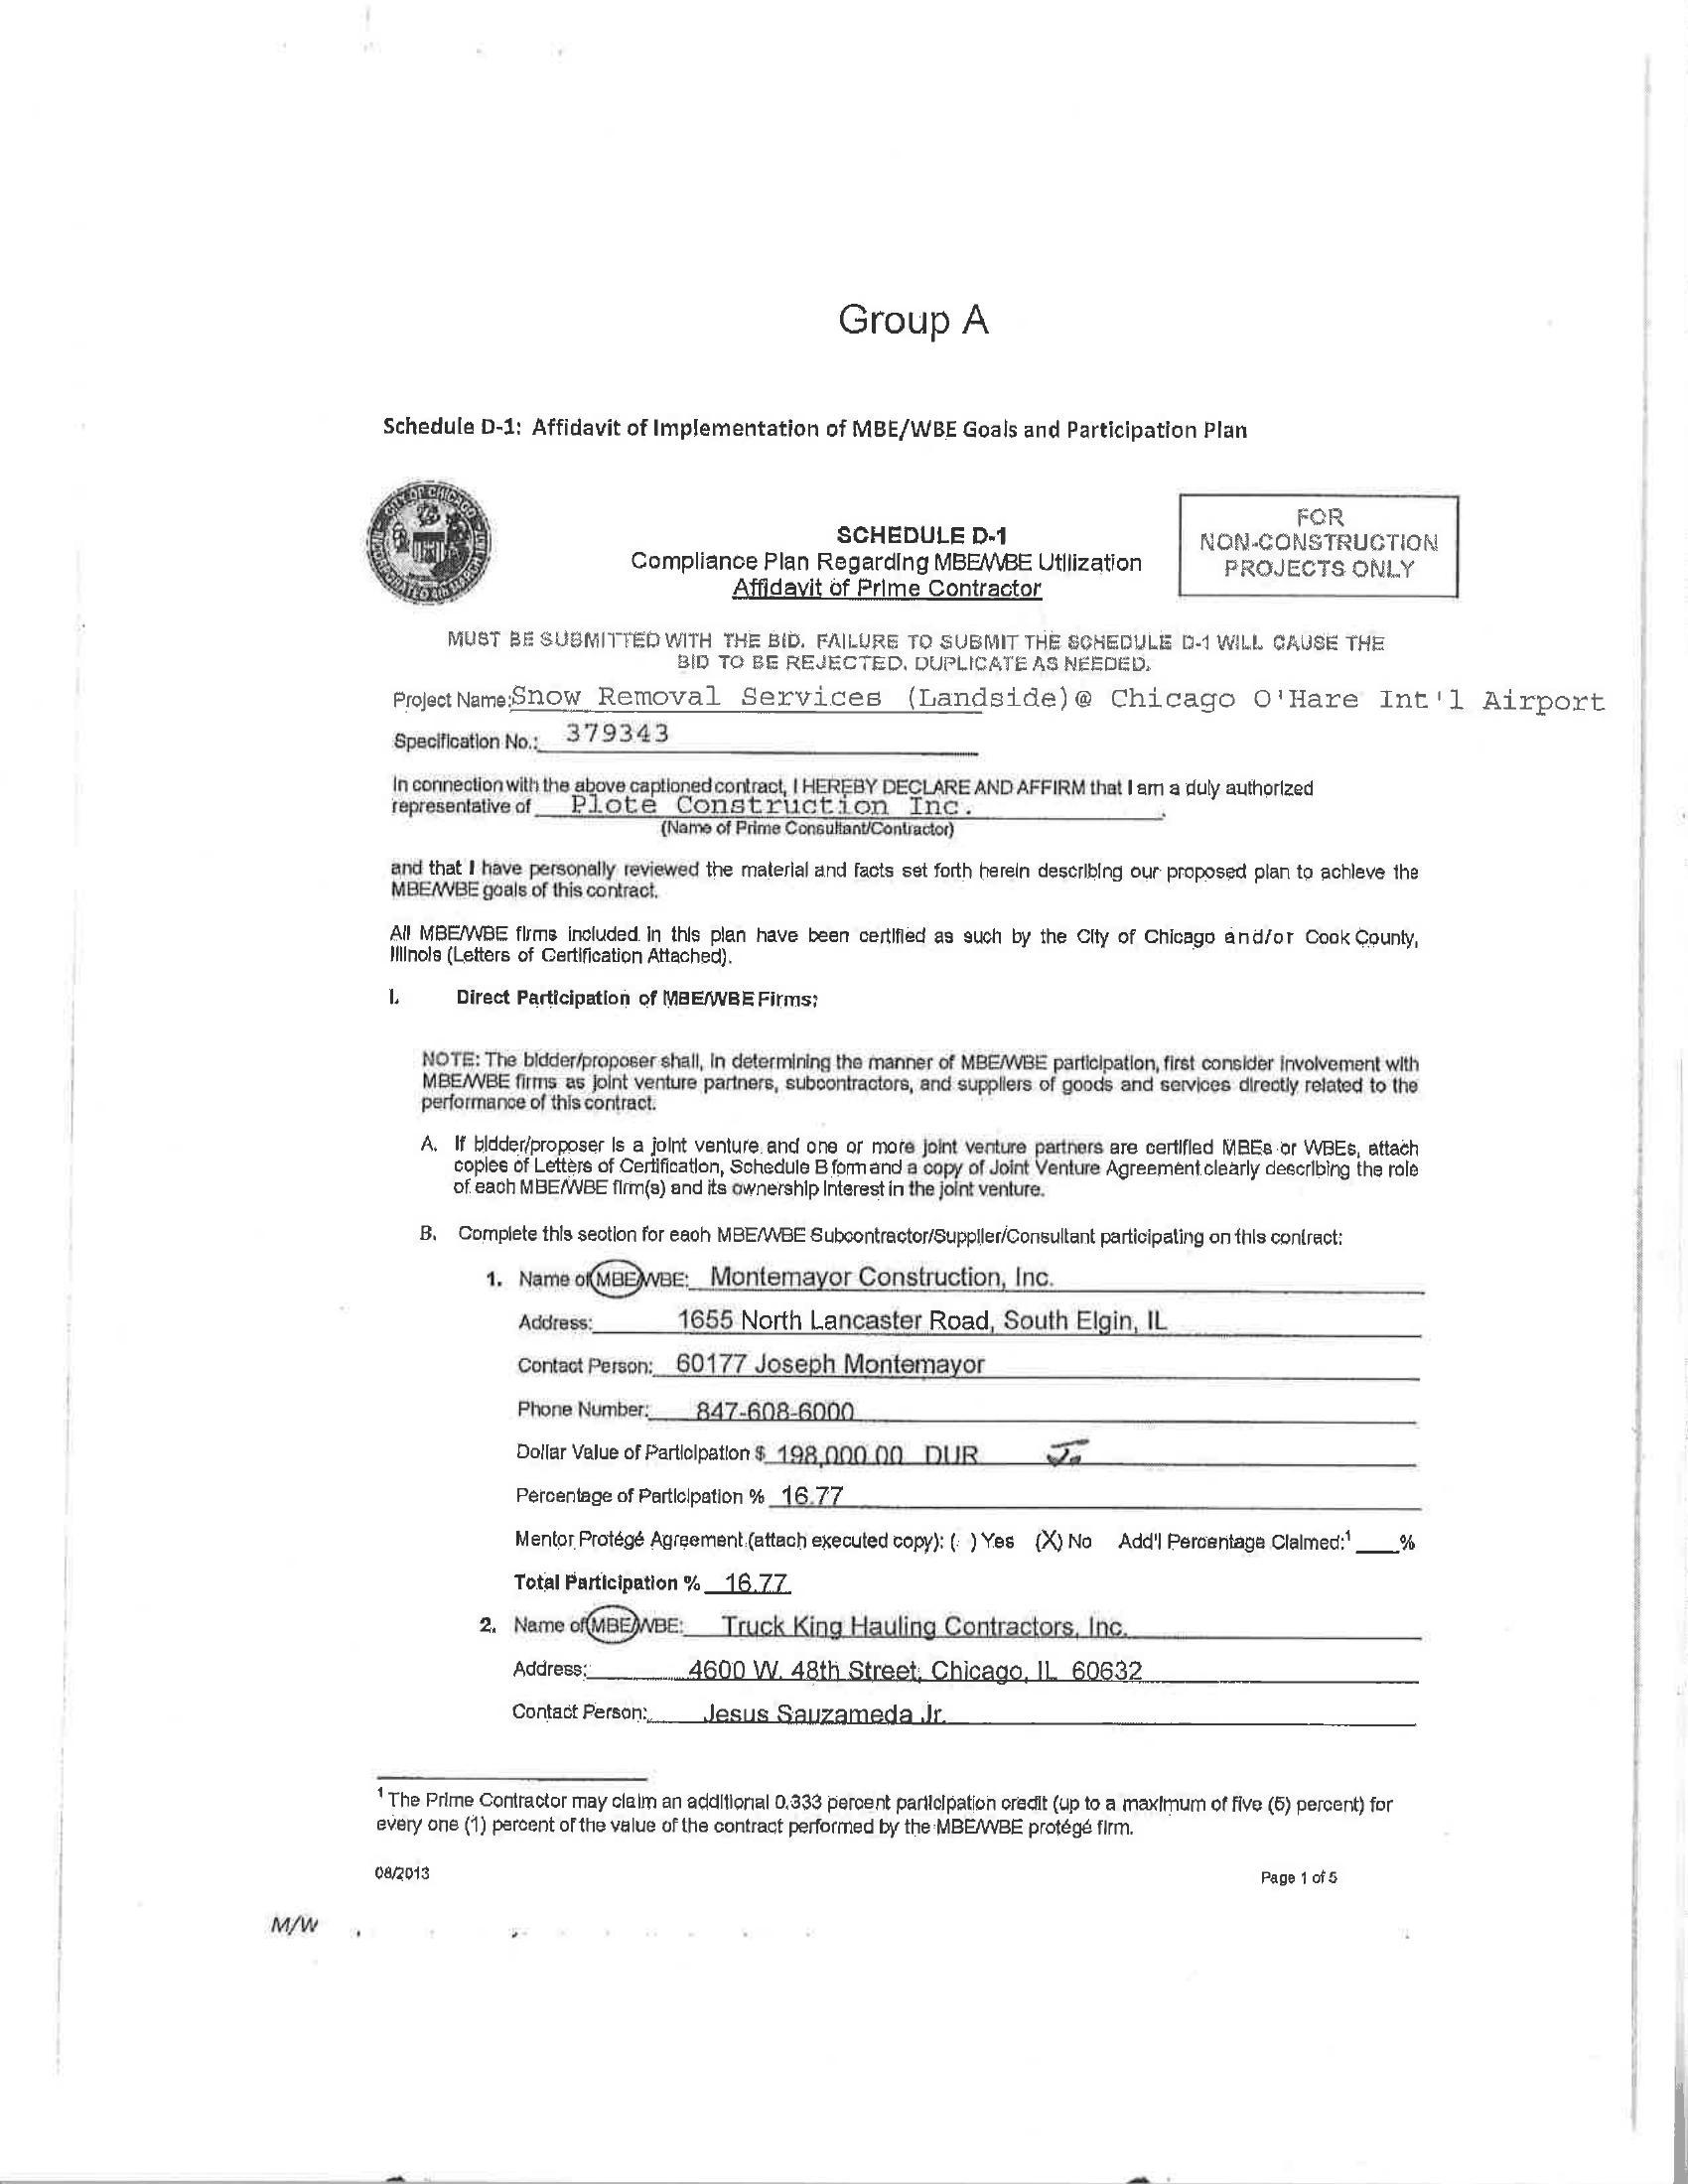 Group A
Schedule D-1: Affidavit of Implementation of MBE/WBE Goals and Participation Plan
CITY OF CHICAGO
INCORPORATED 4th MARCH 1837
SCHEDULE D-1
Compliance Plan Regarding MBE/WBE Utilization
Affidavit of Prime Contractor
FOR
NON-CONSTRUCTION
PROJECTS ONLY
MUST BE SUBMITTED WITH THE BID. FAILURE TO SUBMIT THE SCHEDULE D-1 WILL CAUSE THE
BID TO BE REJECTED. DUPLICATE AS NEEDED.
Project Name: Snow Removal Services (Landside)@ Chicago O'Hare Int'l Airport
Specification No.: 379343
In connection with the above captioned contract, I HEREBY DECLARE AND AFFIRM that I am a duly authorized
representative of Plote Construction Inc.
(Name of Prime Consultant/Contractor)
and that I have personally reviewed the material and facts set forth herein describing our proposed plan to achieve the
MBE/WBE goals of this contract.
All MBE/WBE firms included in this plan have been certified as such by the City of Chicago and/or Cook County,
Illinois (Letters of Certification Attached).
I. Direct Participation of MBE/WBE Firms:
NOTE: The bidder/proposer shall, in determining the manner of MBE/WBE participation, first consider involvement with
MBE/WBE firms as joint venture partners, subcontractors, and suppliers of goods and services directly related to the
performance of this contract.
A. If bidder/proposer is a joint venture and one or more joint venture partners are certified MBEs or WBEs, attach
copies of Letters of Certification, Schedule B form and a copy of Joint Venture Agreement clearly describing the role
of each MBE/WBE firm(s) and its ownership interest in the joint venture.
B. Complete this section for each MBE/WBE Subcontractor/Supplier/Consultant participating on this contract:
1. Name of MBE/WBE: Montemayor Construction, Inc.
Address: 1655 North Lancaster Road, South Elgin, IL
Contact Person: 60177 Joseph Montemayor
Phone Number: 847-608-6000
Dollar Value of Participation $ 198,000.00 DUR
Percentage of Participation % 16.77
Mentor Protégé Agreement (attach executed copy): ( ) Yes (X) No Add'l Percentage Claimed:¹ ____%
Total Participation % 16.77
2. Name of MBE/WBE: Truck King Hauling Contractors, Inc.
Address: 4600 W. 48th Street, Chicago, IL 60632
Contact Person: Jesus Sauzameda Jr.
¹ The Prime Contractor may claim an additional 0.333 percent participation credit (up to a maximum of five (5) percent) for
every one (1) percent of the value of the contract performed by the MBE/WBE protégé firm.
08/2013
Page 1 of 5
M/W